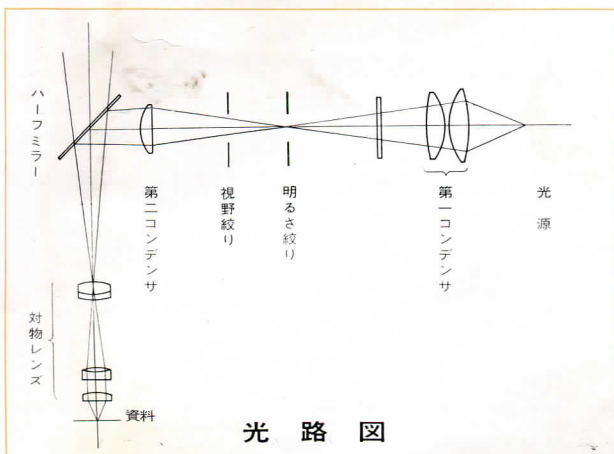 ハーフミラー
第二コンデンサ
視野絞り
明るさ絞り
第一コンデンサ
光源
対物レンズ
資料
光路図